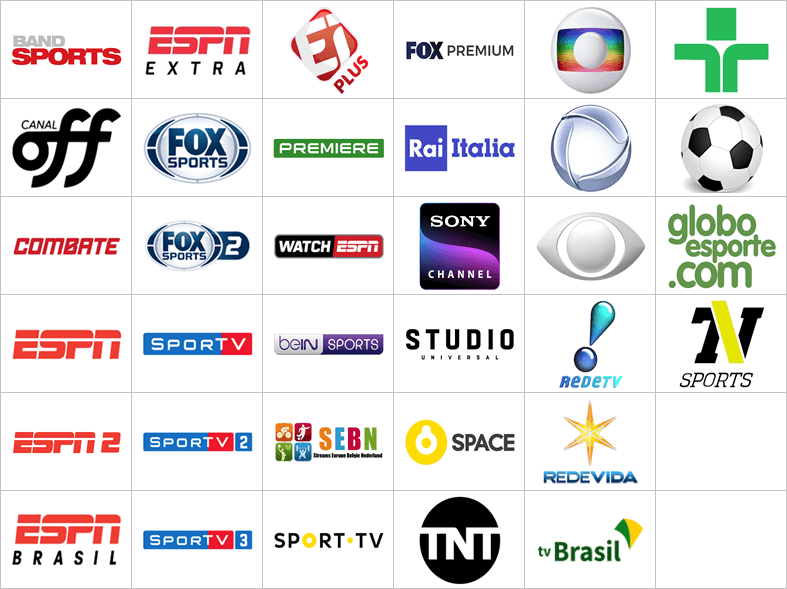 BAND
SPORTS
ESPN
EXTRA
EI
PLUS
FOX PREMIUM
CANAL
off
FOX
SPORTS
PREMIERE
Rai Italia
COMBATE
FOX
SPORTS 2
WATCH ESPN
SONY
CHANNEL
globo
esporte
.com
ESPN
SPORTV
beIN SPORTS
STUDIO
UNIVERSAL
REDETV
N
SPORTS
ESPN 2
SPORTV 2
SEBN
Streams Europe Belgie Nederland
SPACE
REDEVIDA
ESPN
BRASIL
SPORTV 3
SPORT·TV
TNT
tv Brasil